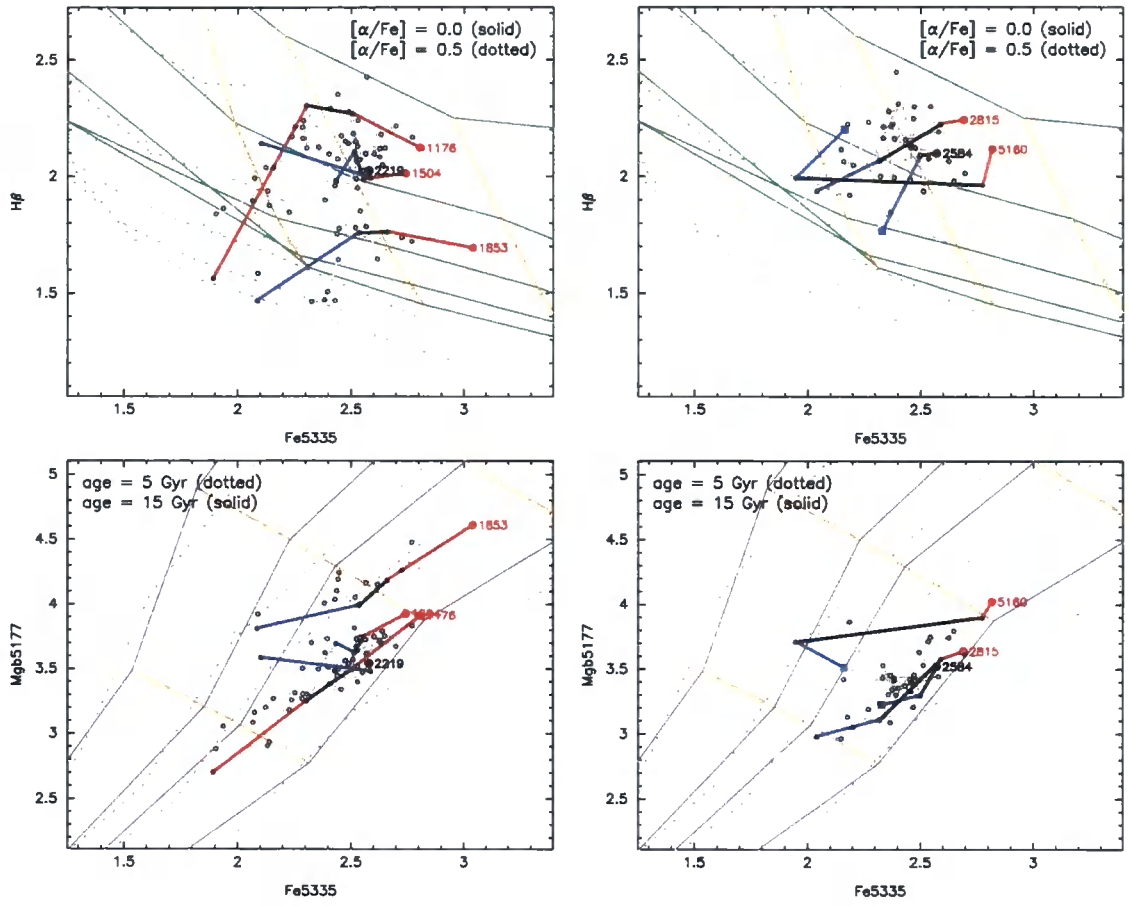 [α/Fe] = 0.0 (solid)
[α/Fe] = 0.5 (dotted)
2.5
2
1.5
Hβ
1176
2219
1504
1853
1.5
2
2.5
3
Fe5335
[α/Fe] = 0.0 (solid)
[α/Fe] = 0.5 (dotted)
2.5
2
1.5
Hβ
2815
2584
5160
1.5
2
2.5
3
Fe5335
age = 5 Gyr (dotted)
age = 15 Gyr (solid)
5
4.5
4
3.5
3
2.5
Mgb5177
1853
2219
1.5
2
2.5
3
Fe5335
age = 5 Gyr (dotted)
age = 15 Gyr (solid)
5
4.5
4
3.5
3
2.5
Mgb5177
5160
2815
2584
1.5
2
2.5
3
Fe5335